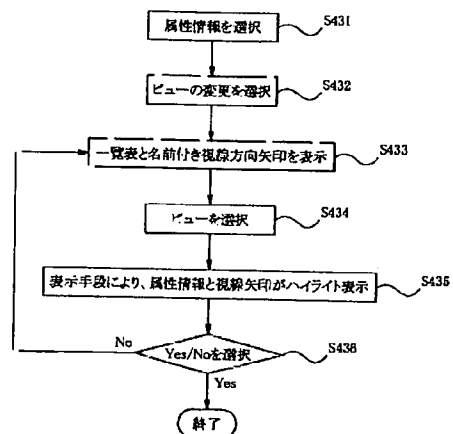 属性情報を選択
S431
ビューの変更を選択
S432
一覧表と名前付き視線方向矢印を表示
S433
ビューを選択
S434
表示手段により、属性情報と視線矢印がハイライト表示
S435
No
Yes/Noを選択
S436
Yes
終了